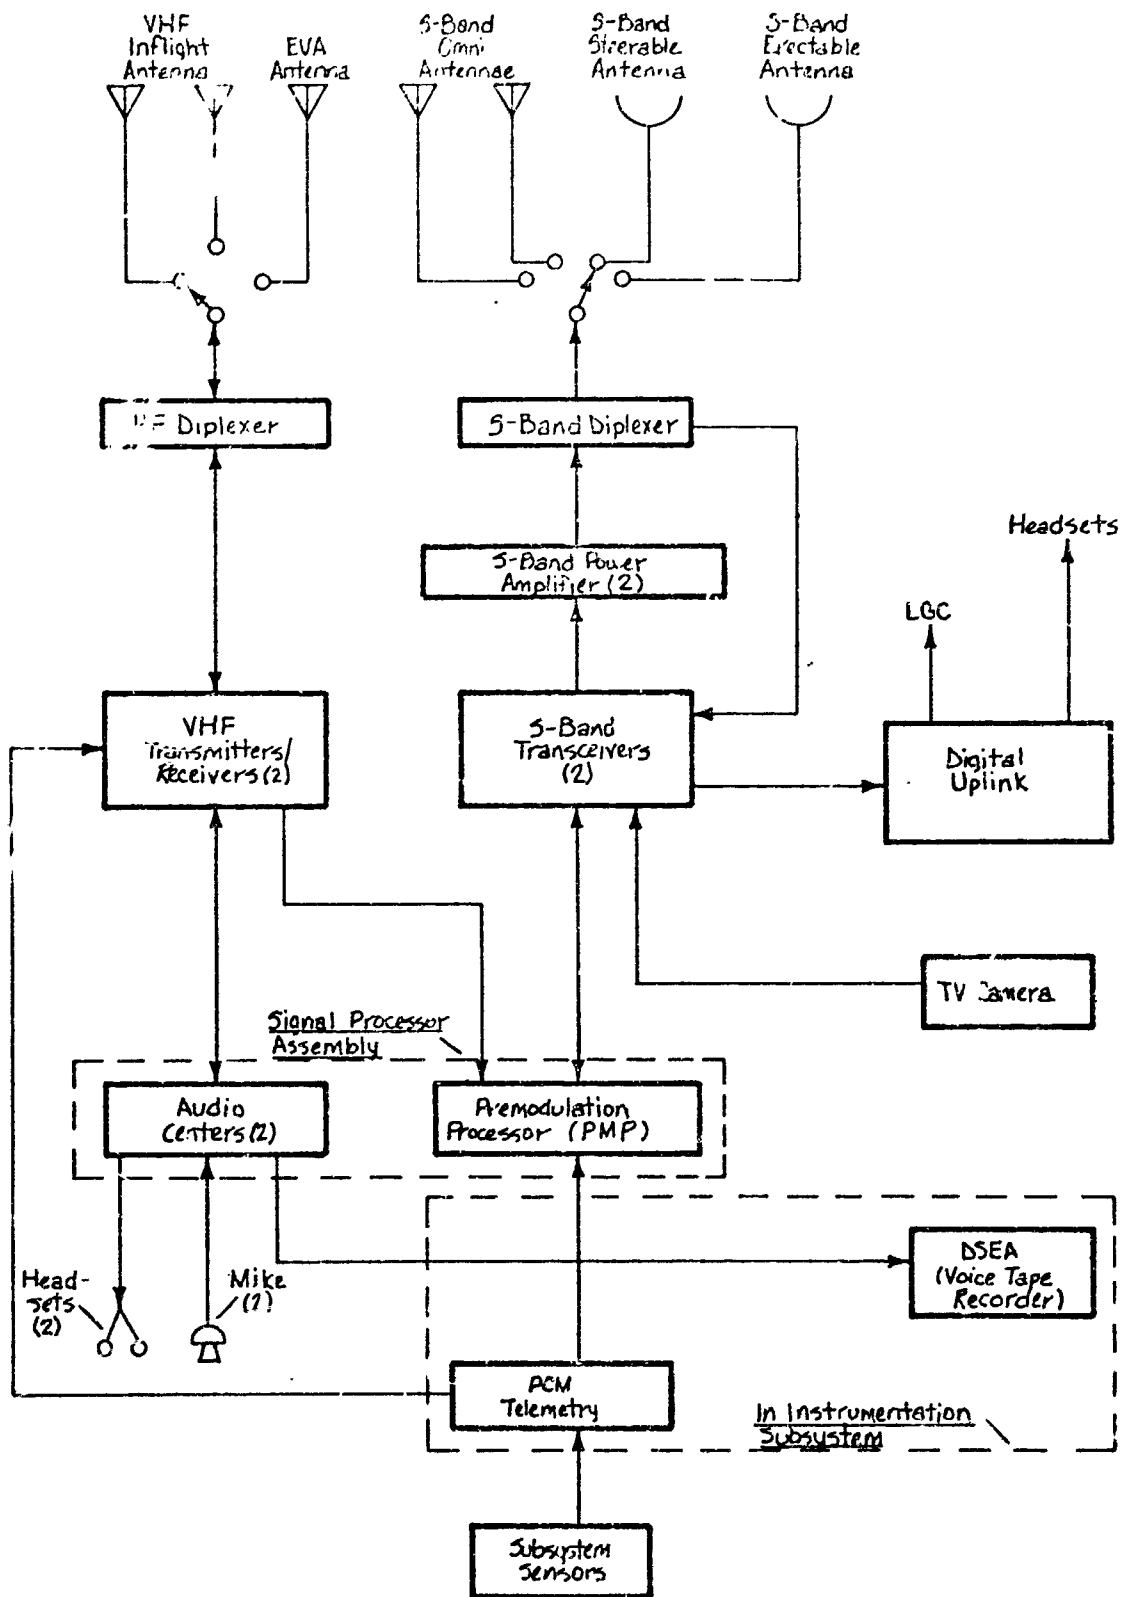 VHF
Inflight
Antenna
EVA
Antenna
S-Band
Omni
Antennae
S-Band
Steerable
Antenna
S-Band
Erectable
Antenna
Diplexer
S-Band Diplexer
S-Band Power
Amplifier (2)
Headsets
LGC
VHF
Transmitters/
Receivers (2)
S-Band
Transceivers
(2)
Digital
Uplink
TV Camera
Signal Processor
Assembly
Audio
Centers (2)
Premodulation
Processor (PMP)
Head-
sets
(2)
Mike
(2)
DSEA
(Voice Tape
Recorder)
PCM
Telemetry
In Instrumentation
Subsystem
Subsystem
Sensors